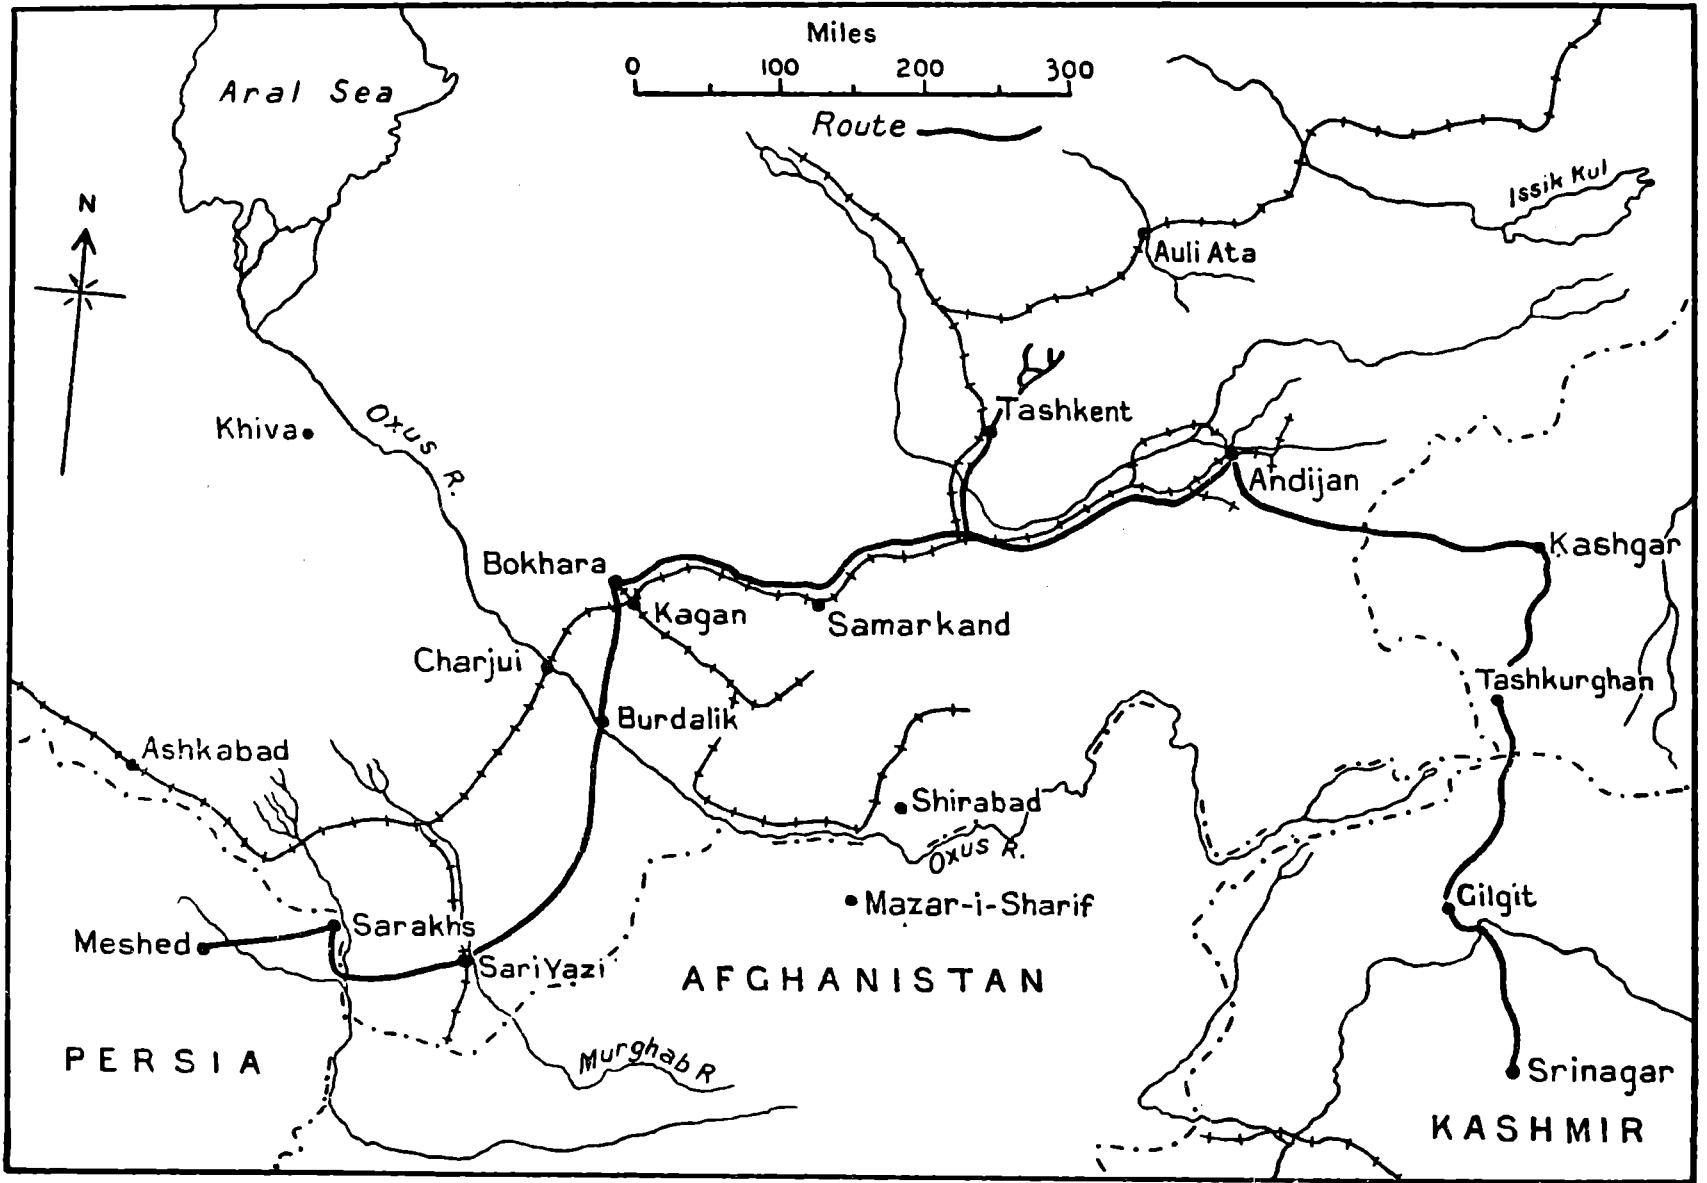 Miles
0 100 200 300
Route
Aral Sea
N
Issik Kul
Auli Ata
Khiva
Oxus R.
Tashkent
Andijan
Bokhara
Kashgar
Kagan
Samarkand
Charjui
Tashkurghan
Burdalik
Ashkabad
Shirabad
Oxus R.
Mazar-i-Sharif
Gilgit
Sarakhs
Meshed
Sari Yazi
AFGHANISTAN
PERSIA
Murghab R
Srinagar
KASHMIR